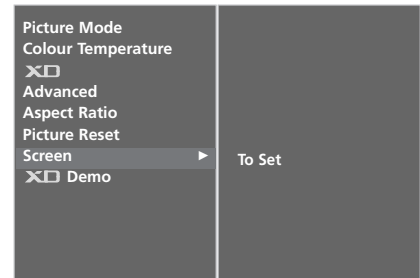 Picture Mode
Colour Temperature
XD
Advanced
Aspect Ratio
Picture Reset
Screen ►
To Set
XD Demo